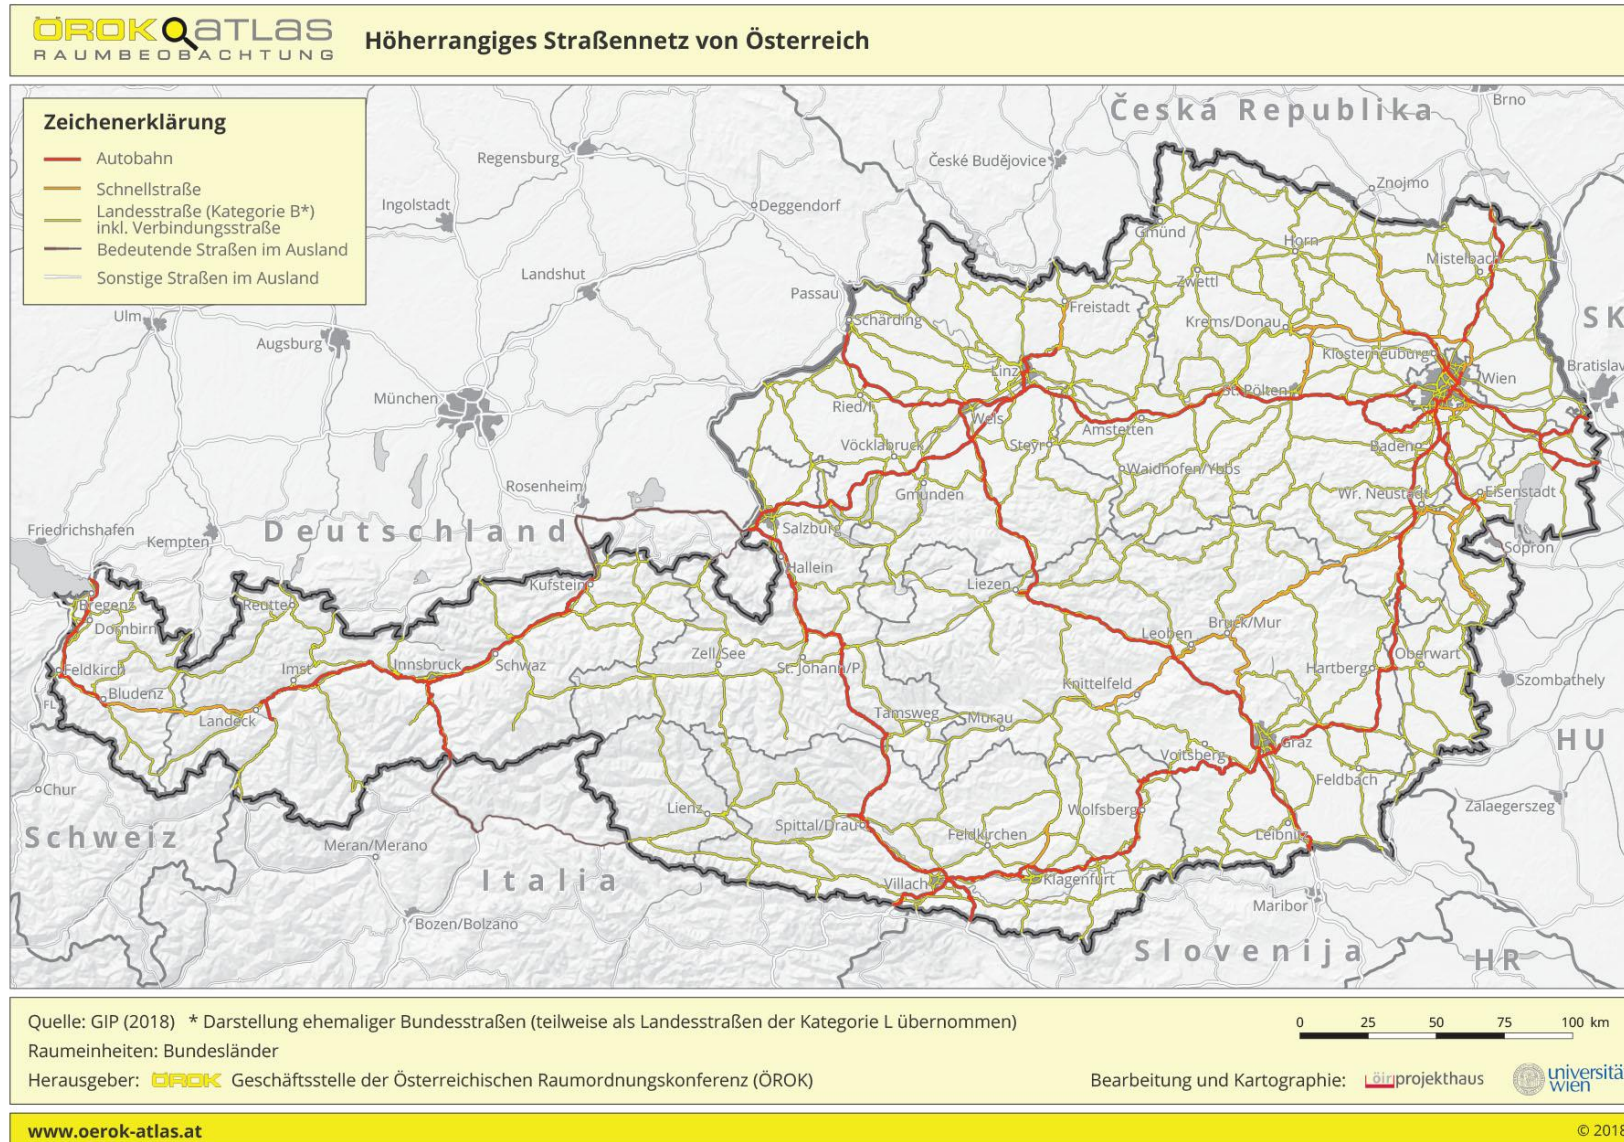 ÖROK ATLAS
RAUMBEOBACHTUNG
Höherrangiges Straßennetz von Österreich
Zeichenerklärung
Autobahn
Schnellstraße
Landesstraße (Kategorie B*)
inkl. Verbindungsstraße
Bedeutende Straßen im Ausland
Sonstige Straßen im Ausland
Česká Republika
Brno
Regensburg
České Budějovice
Znojmo
Ingolstadt
Deggendorf
Gmünd
Horn
Mistelbach
Landshut
Zwettl
Passau
Freistadt
Schärding
Krems/Donau
SK
Ulm
Augsburg
Klosterneuburg
Linz
Wien
Bratislav
München
St. Pölten
Ried/I
Wels
Amstetten
Vöcklabruck
Steyr
Baden
Waidhofen/Ybbs
Rosenheim
Gmunden
Wr. Neustadt
Eisenstadt
Friedrichshafen
Deutschland
Salzburg
Kempten
Sopron
Hallein
Kufstein
Liezen
Bregenz
Reutte
Dornbirn
Bruck/Mur
Leoben
Zell/See
Oberwart
Feldkirch
Imst
Innsbruck
Schwaz
St. Johann/P.
Hartberg
Szombathely
Bludenz
Knittelfeld
FL
Landeck
Tamsweg
Murau
HU
Graz
Voitsberg
Feldbach
Chur
Lienz
Wolfsberg
Zalaegerszeg
Spittal/Drau
Feldkirchen
Leibnitz
Schweiz
Meran/Merano
Italia
Villach
Klagenfurt
Maribor
Bozen/Bolzano
Slovenija
HR
Quelle: GIP (2018) * Darstellung ehemaliger Bundesstraßen (teilweise als Landesstraßen der Kategorie L übernommen)
0 25 50 75 100 km
Raumeinheiten: Bundesländer
Herausgeber: ÖROK Geschäftsstelle der Österreichischen Raumordnungskonferenz (ÖROK)
Bearbeitung und Kartographie: öir projekthaus
universitä
wien
www.oerok-atlas.at
© 2018